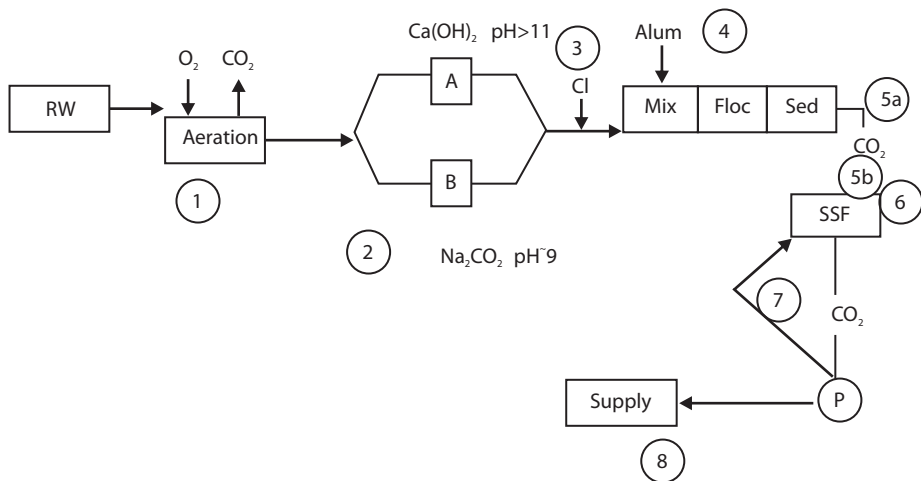 Ca(OH)₂ pH>11
3
Alum
4
O₂
CO₂
Cl
RW
Aeration
A
Mix
Floc
Sed
5a
CO₂
B
5b
1
SSF
6
2
Na₂CO₂ pH~9
7
CO₂
Supply
P
8